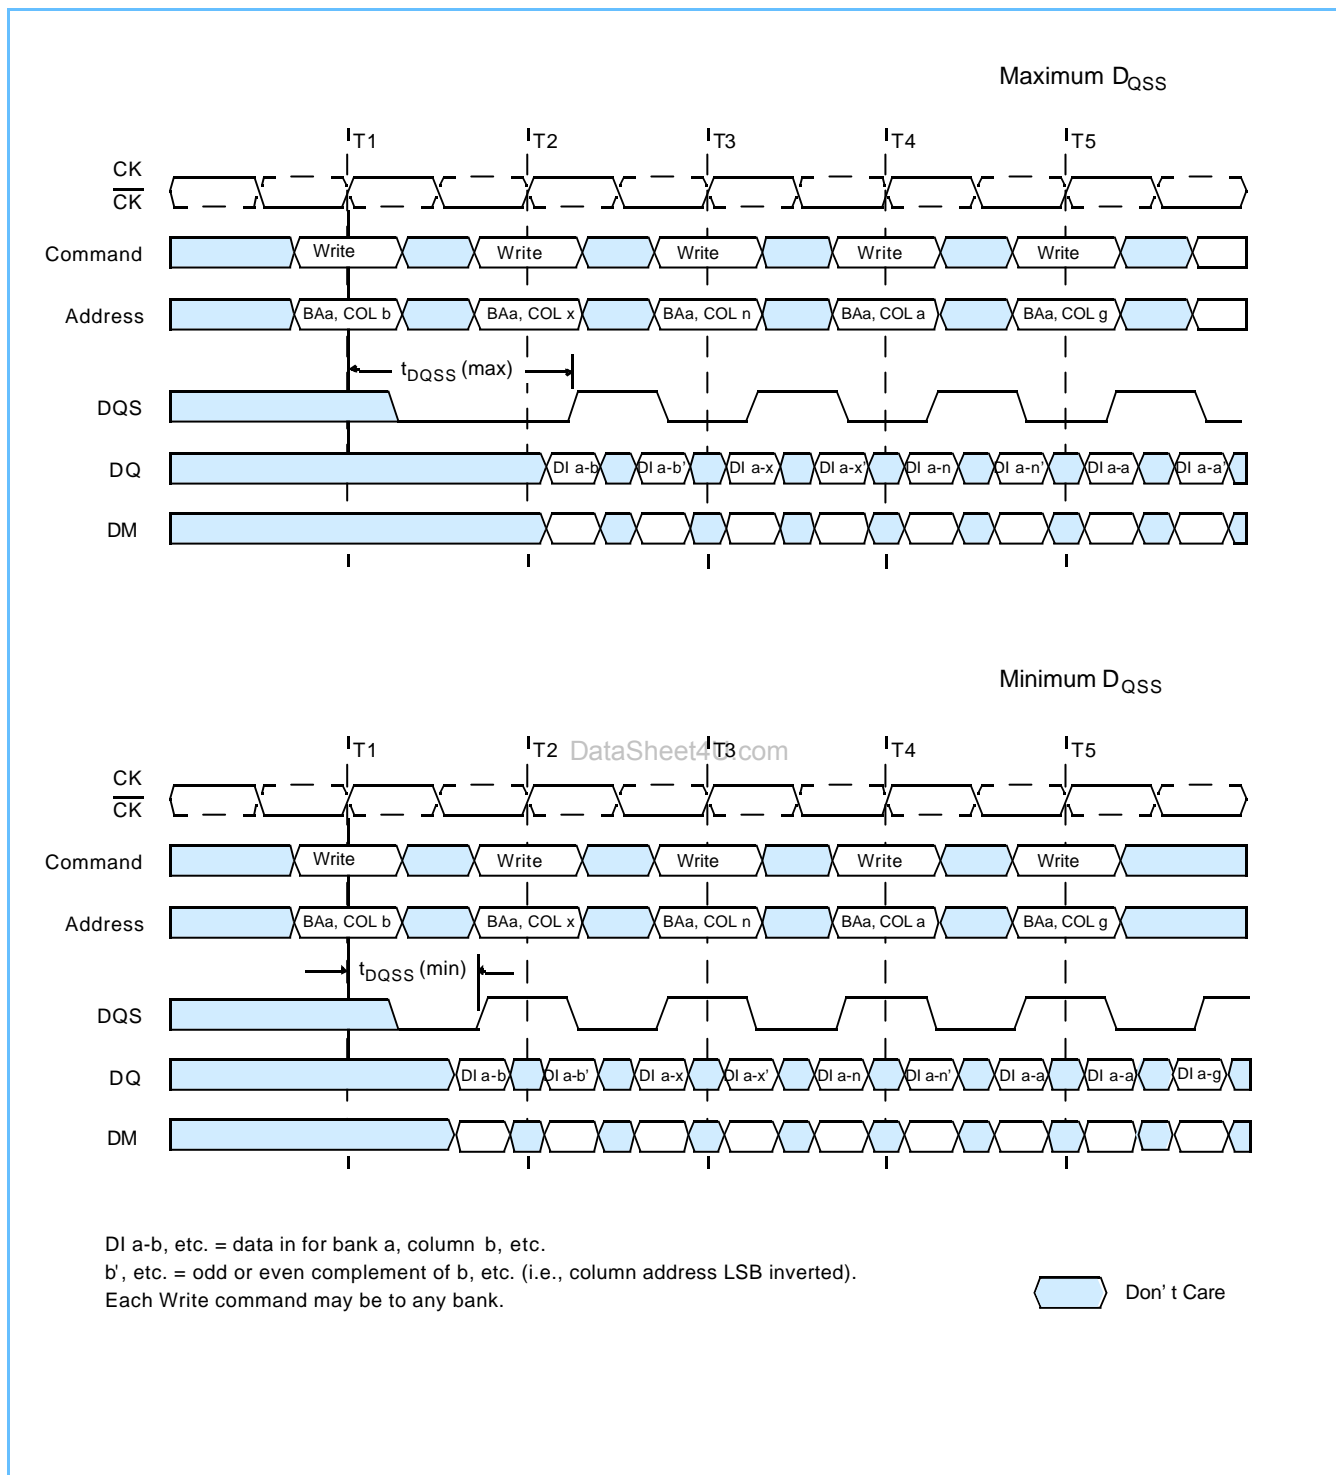 Maximum DQSS
T1 T2 T3 T4 T5
CK
CK
Command Write Write Write Write Write
Address BAa, COL b BAa, COL x BAa, COL n BAa, COL a BAa, COL g
tDQSS (max)
DQS
DQ DI a-b DI a-b' DI a-x DI a-x' DI a-n DI a-n' DI a-a DI a-a'
DM
Minimum DQSS
DataSheet4U.com
T1 T2 T3 T4 T5
CK
CK
Command Write Write Write Write Write
Address BAa, COL b BAa, COL x BAa, COL n BAa, COL a BAa, COL g
tDQSS (min)
DQS
DQ DI a-b DI a-b' DI a-x DI a-x' DI a-n DI a-n' DI a-a DI a-a DI a-g
DM
DI a-b, etc. = data in for bank a, column b, etc.
b', etc. = odd or even complement of b, etc. (i.e., column address LSB inverted).
Each Write command may be to any bank.
Don' t Care